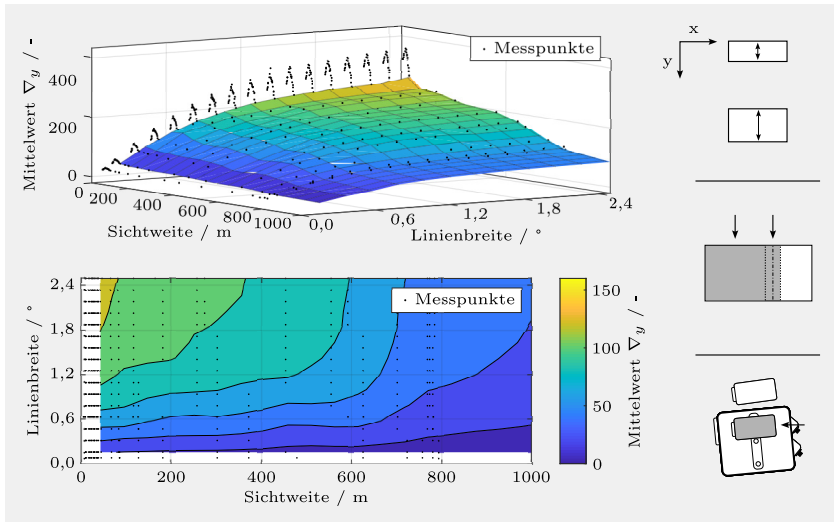 Messpunkte
Mittelwert ∇y / -
400
200
0
0 200 400 600 800 1000
Sichtweite / m
0,0 0,6 1,2 1,8 2,4
Linienbreite / °
x
y
Messpunkte
Linienbreite / °
2,4
1,8
1,2
0,6
0,0
0 200 400 600 800 1000
Sichtweite / m
150
100
50
0
Mittelwert ∇y / -